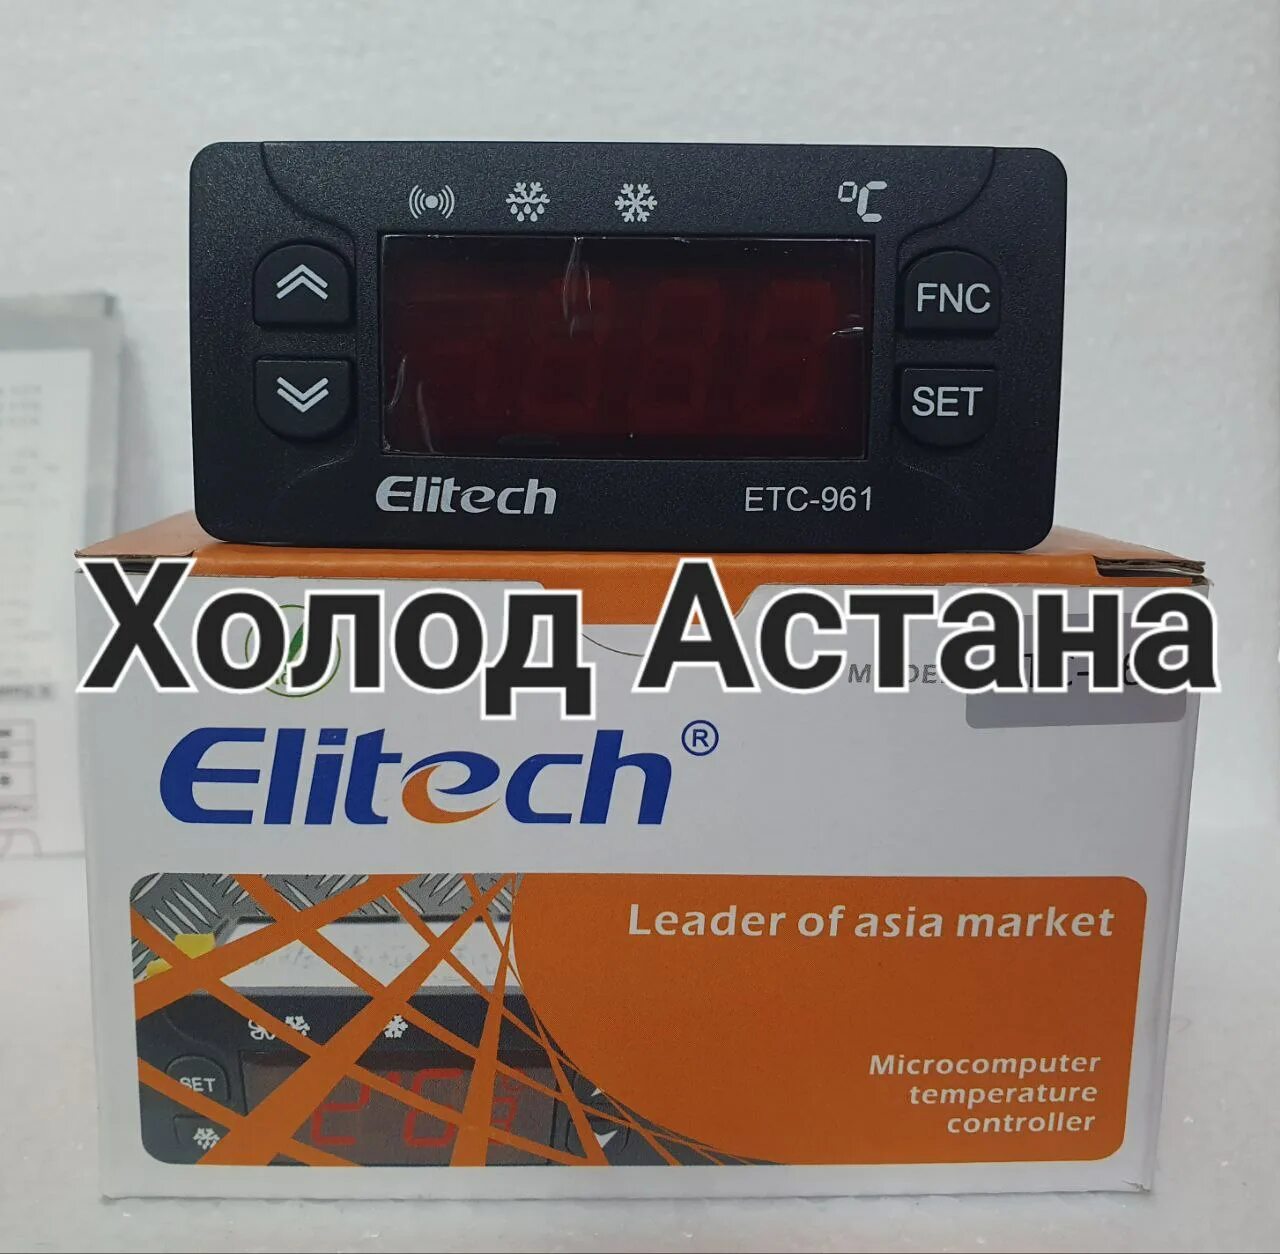 °C
FNC
SET
Elitech
ETC-961
Холод Астана
Elitech®
Leader of asia market
SET
Microcomputer
temperature
controller